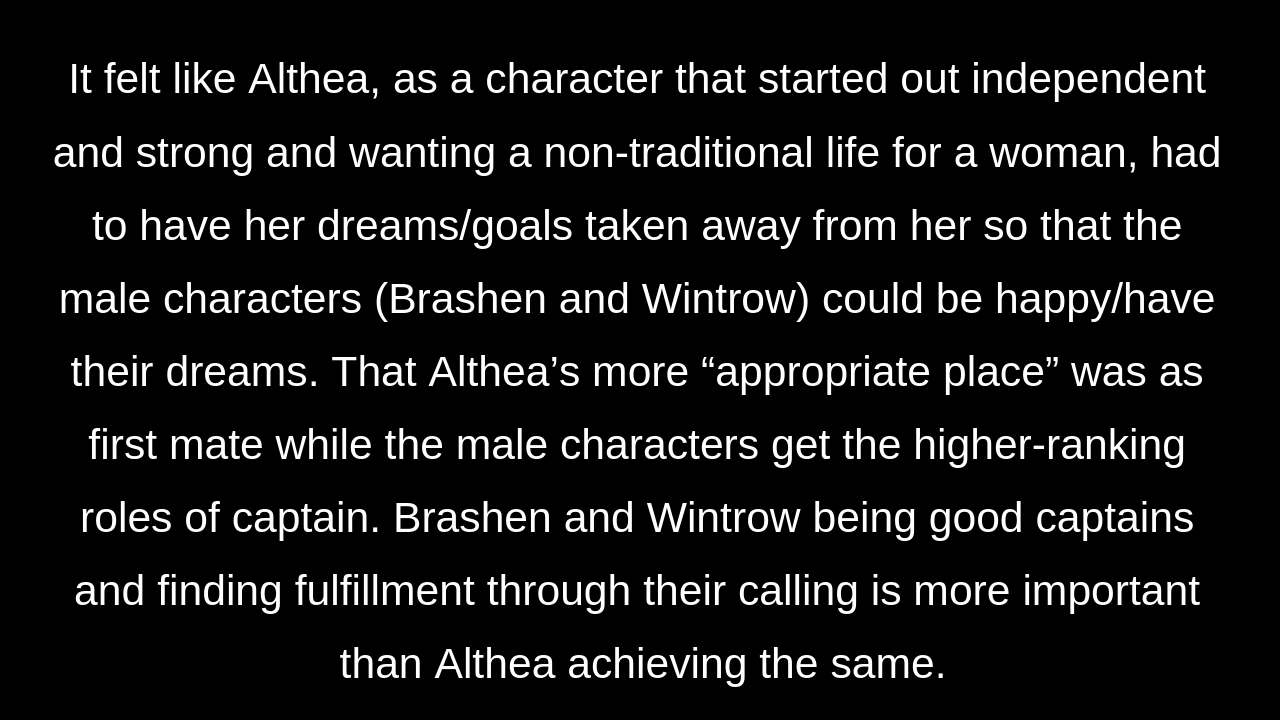 It felt like Althea, as a character that started out independent
and strong and wanting a non-traditional life for a woman, had
to have her dreams/goals taken away from her so that the
male characters (Brashen and Wintrow) could be happy/have
their dreams. That Althea’s more “appropriate place” was as
first mate while the male characters get the higher-ranking
roles of captain. Brashen and Wintrow being good captains
and finding fulfillment through their calling is more important
than Althea achieving the same.